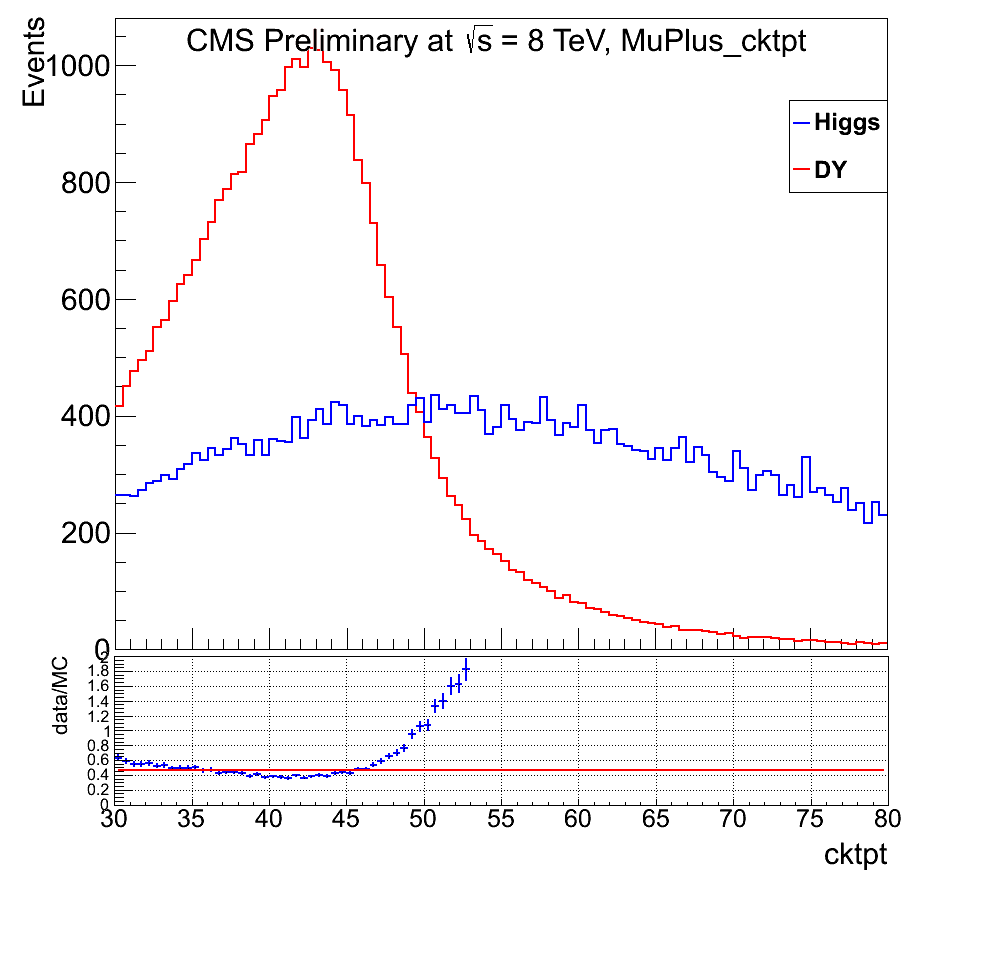 CMS Preliminary at √s = 8 TeV, MuPlus_cktpt
Events
1000
800
600
400
200
0
Higgs
DY
data/MC
2
1.8
1.6
1.4
1.2
1
0.8
0.6
0.4
0.2
0
30 35 40 45 50 55 60 65 70 75 80
cktpt